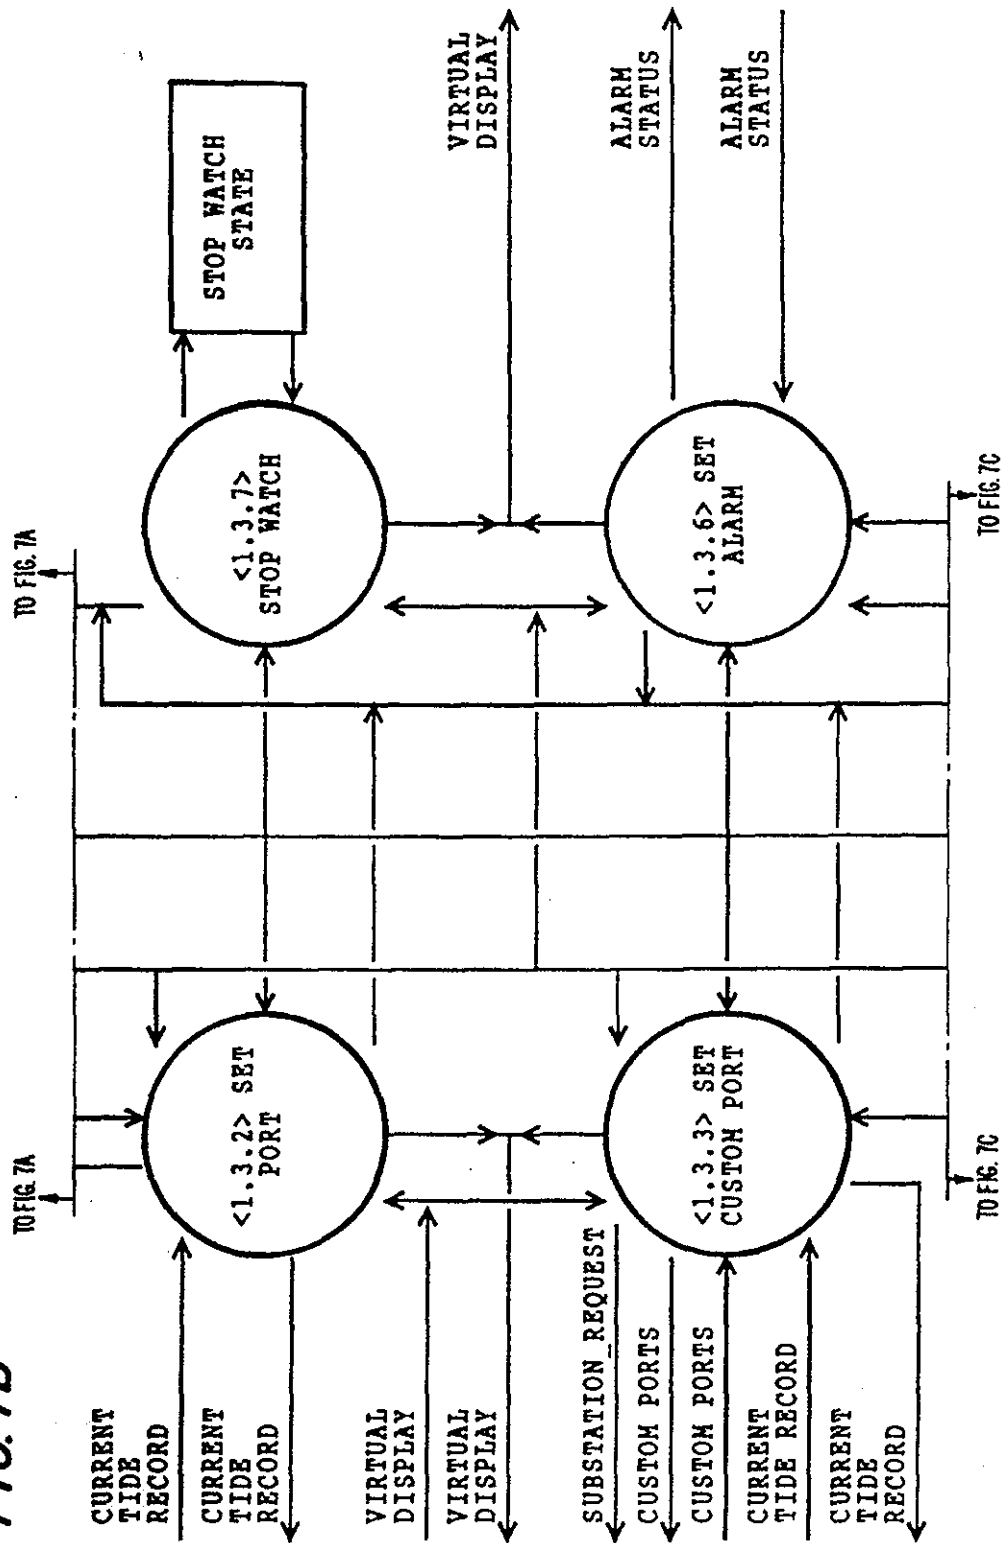 FIG. 7B
TO FIG. 7A
TO FIG. 7A
CURRENT
TIDE
RECORD
CURRENT
TIDE
RECORD
<1.3.2> SET
PORT
<1.3.7>
STOP WATCH
STOP WATCH
STATE
VIRTUAL
DISPLAY
VIRTUAL
DISPLAY
VIRTUAL
DISPLAY
SUBSTATION_REQUEST
CUSTOM PORTS
CUSTOM PORTS
CURRENT
TIDE RECORD
CURRENT
TIDE
RECORD
<1.3.3> SET
CUSTOM PORT
<1.3.6> SET
ALARM
ALARM
STATUS
ALARM
STATUS
TO FIG. 7C
TO FIG. 7C